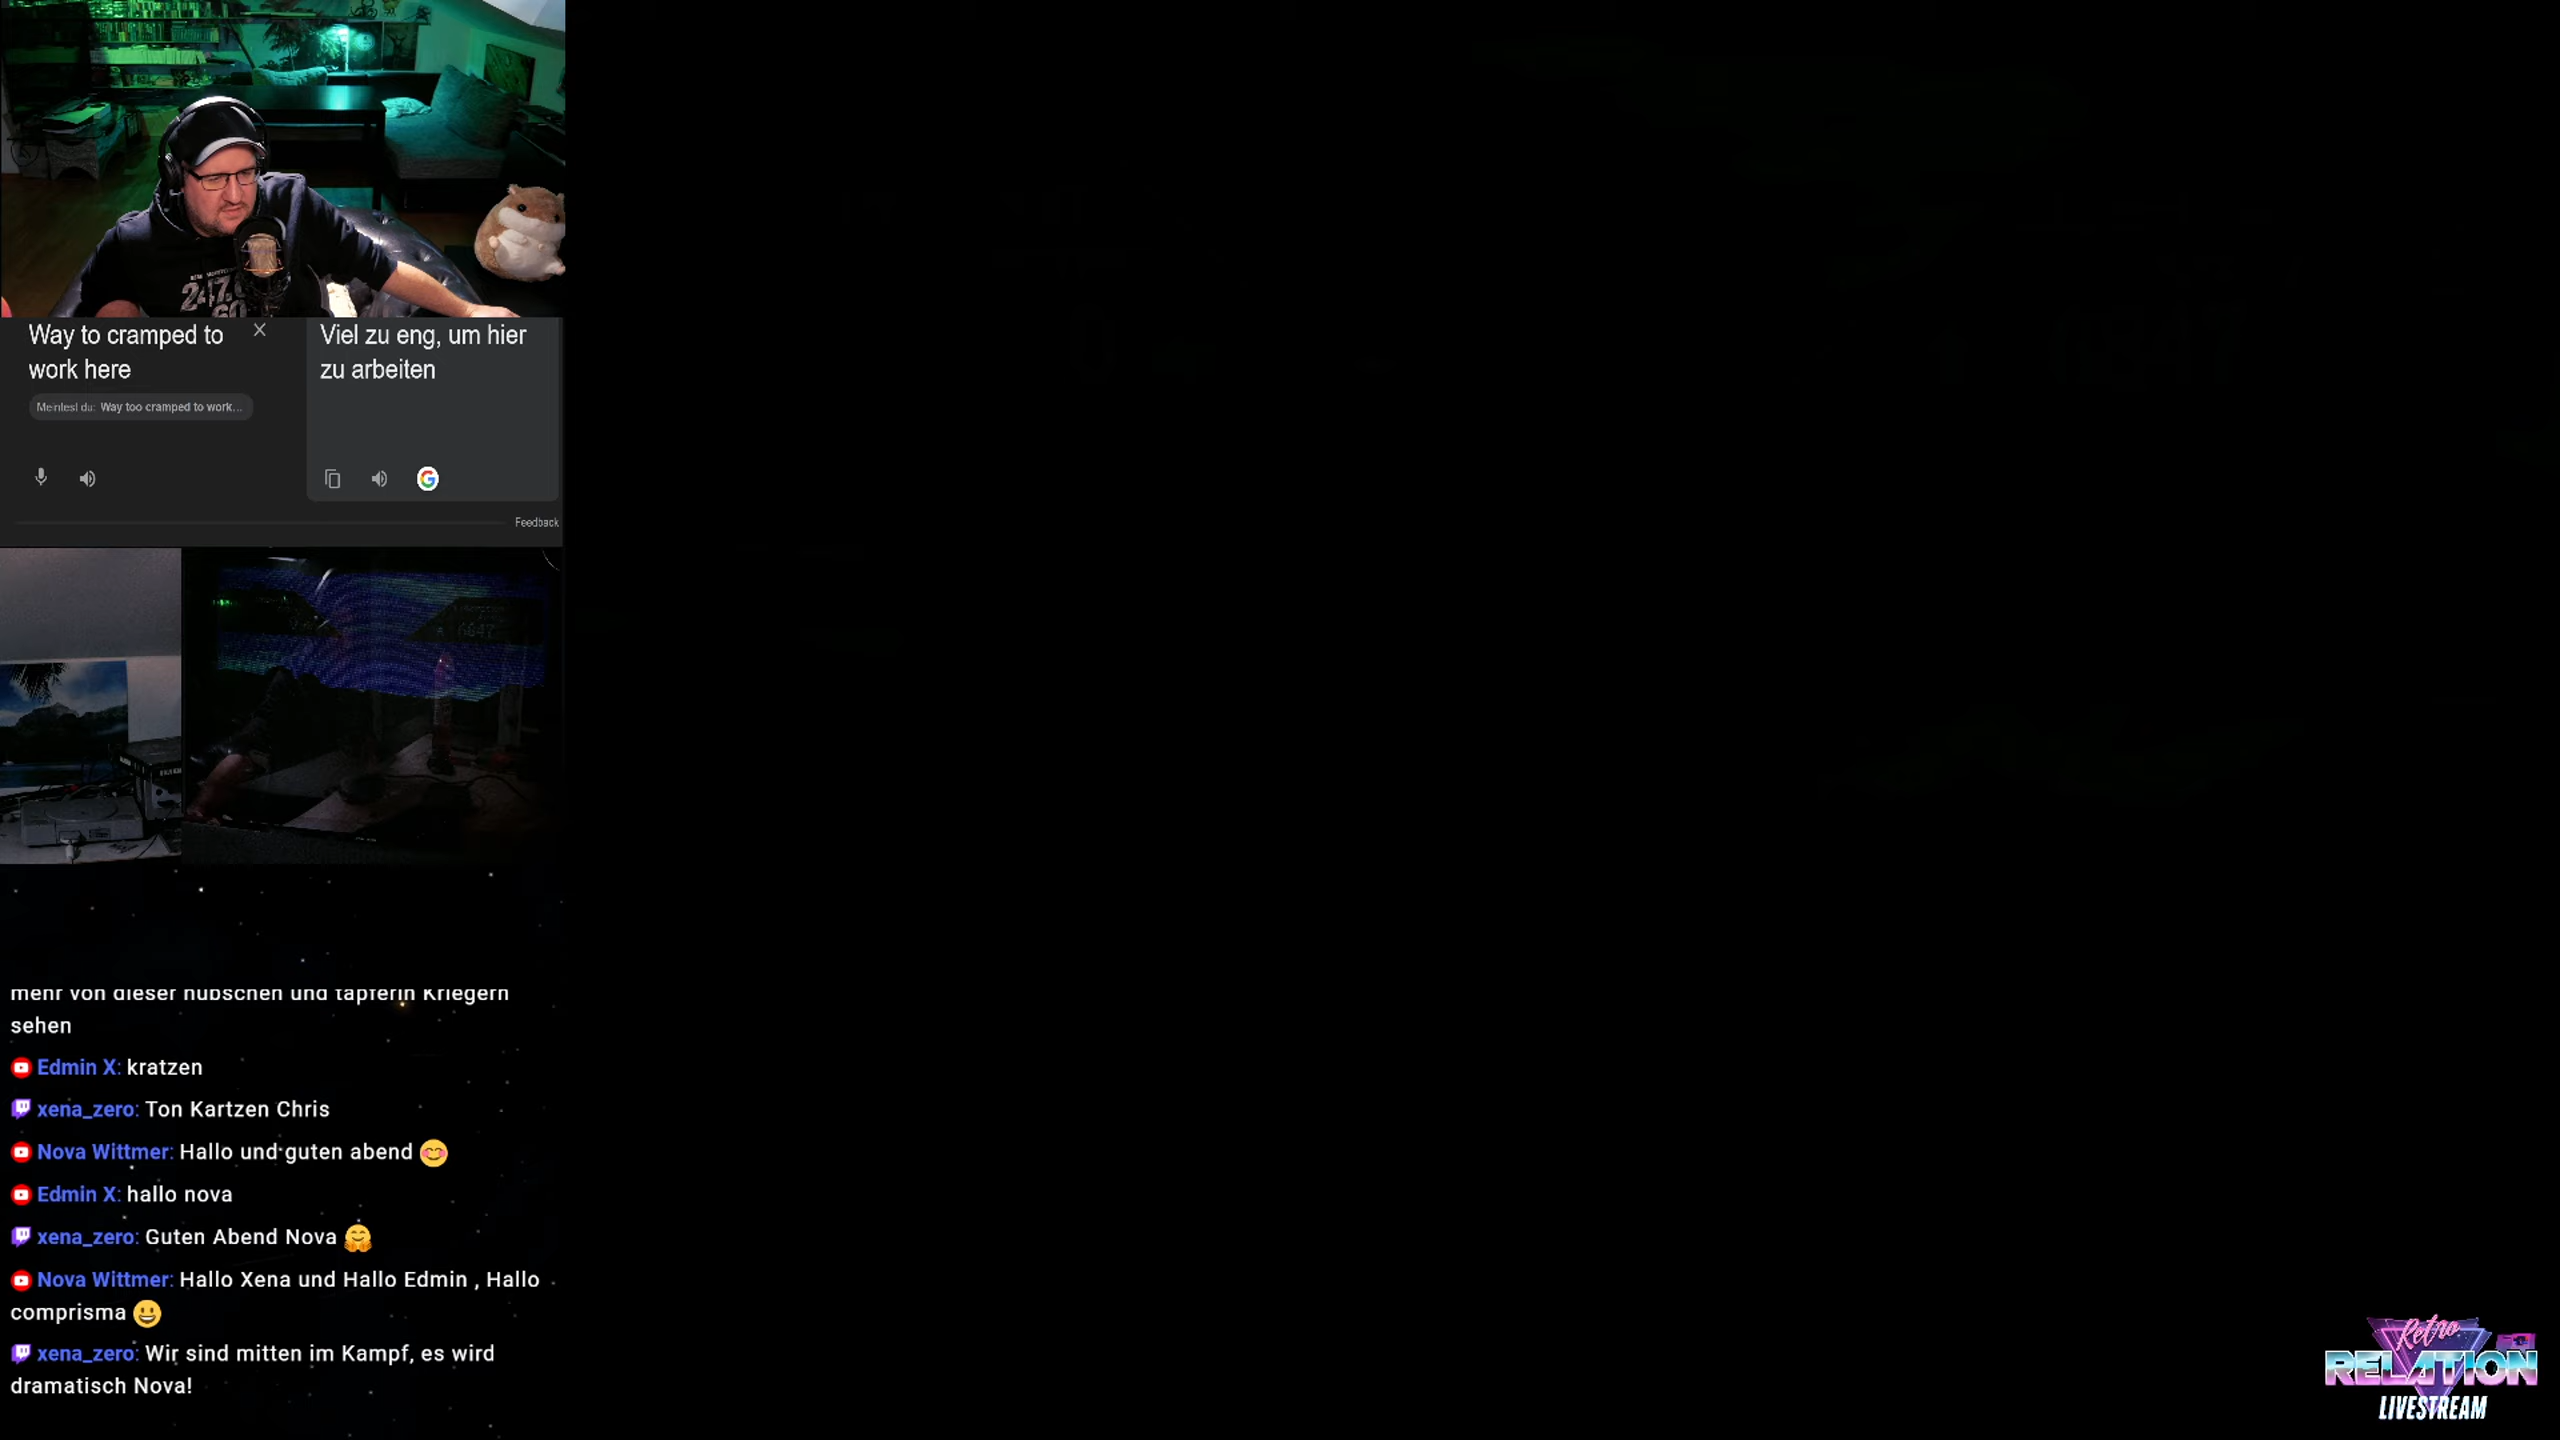 247.
60
Way to cramped to
work here
Meintest du: Way too cramped to work...
Viel zu eng, um hier
zu arbeiten
Feedback
mehr von dieser hübschen und tapferin Kriegern
sehen
Edmin X: kratzen
xena_zero: Ton Kartzen Chris
Nova Wittmer: Hallo und guten abend 😊
Edmin X: hallo nova
xena_zero: Guten Abend Nova 🤗
Nova Wittmer: Hallo Xena und Hallo Edmin , Hallo
comprisma 😀
xena_zero: Wir sind mitten im Kampf, es wird
dramatisch Nova!
Retro
RELATION
LIVESTREAM